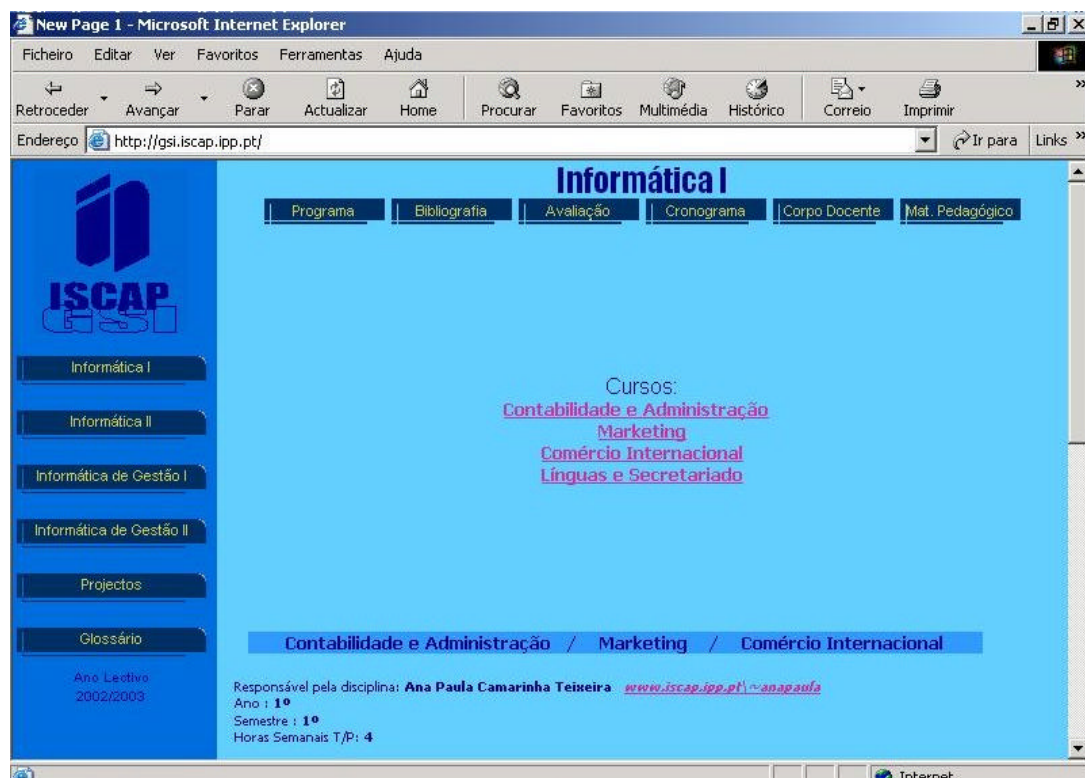 New Page 1 - Microsoft Internet Explorer
Ficheiro Editar Ver Favoritos Ferramentas Ajuda
Retroceder Avançar Parar Actualizar Home Procurar Favoritos Multimédia Histórico Correio Imprimir »
Endereço http://gsi.iscap.ipp.pt/ Ir para Links »
ISCAP
GSI
Informática I
Programa Bibliografia Avaliação Cronograma Corpo Docente Mat. Pedagógico
Informática I
Informática II
Informática de Gestão I
Informática de Gestão II
Projectos
Glossário
Ano Lectivo
2002/2003
Cursos:
Contabilidade e Administração
Marketing
Comércio Internacional
Línguas e Secretariado
Contabilidade e Administração / Marketing / Comércio Internacional
Responsável pela disciplina: Ana Paula Camarinha Teixeira www.iscap.ipp.pt\~anapaula
Ano : 1º
Semestre : 1º
Horas Semanais T/P: 4
Internet